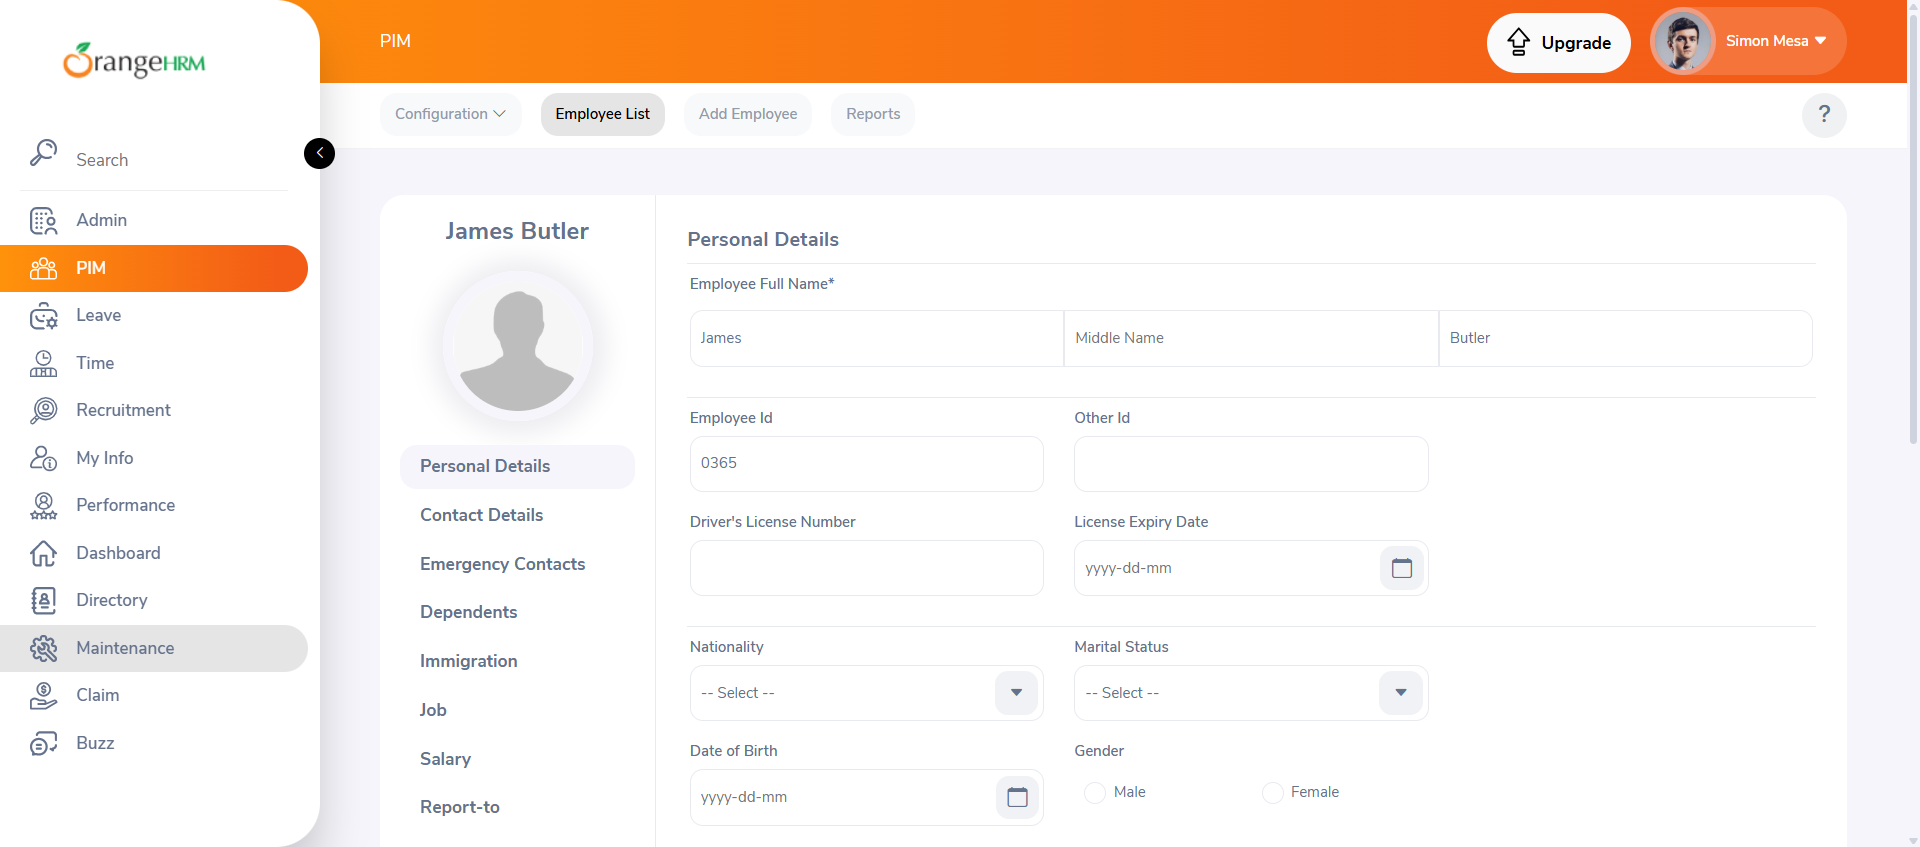 OrangeHRM
PIM
Upgrade
Simon Mesa
Configuration
Employee List
Add Employee
Reports
?
Search
Admin
PIM
Leave
Time
Recruitment
My Info
Performance
Dashboard
Directory
Maintenance
Claim
Buzz
James Butler
Personal Details
Contact Details
Emergency Contacts
Dependents
Immigration
Job
Salary
Report-to
Personal Details
Employee Full Name*
James
Middle Name
Butler
Employee Id
Other Id
0365
Driver's License Number
License Expiry Date
yyyy-dd-mm
Nationality
Marital Status
-- Select --
-- Select --
Date of Birth
Gender
yyyy-dd-mm
Male
Female